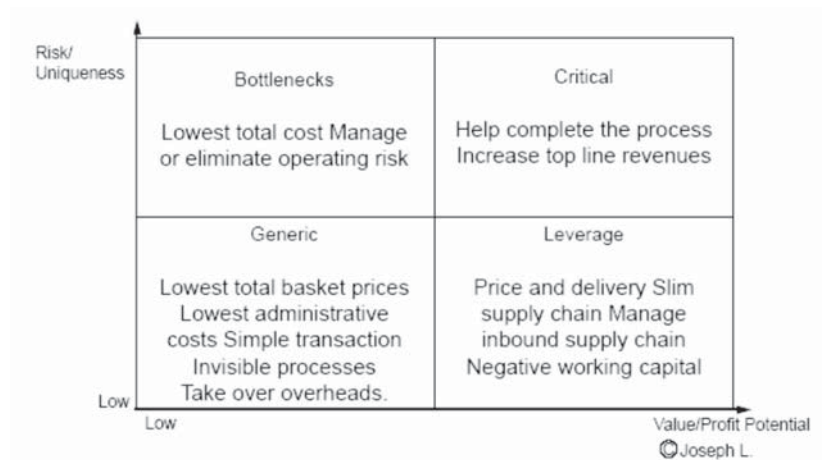 Risk/
Uniqueness
Bottlenecks
Lowest total cost Manage
or eliminate operating risk
Critical
Help complete the process
Increase top line revenues
Generic
Lowest total basket prices
Lowest administrative
costs Simple transaction
Invisible processes
Take over overheads.
Leverage
Price and delivery Slim
supply chain Manage
inbound supply chain
Negative working capital
Low
Low
Value/Profit Potential
©Joseph L.